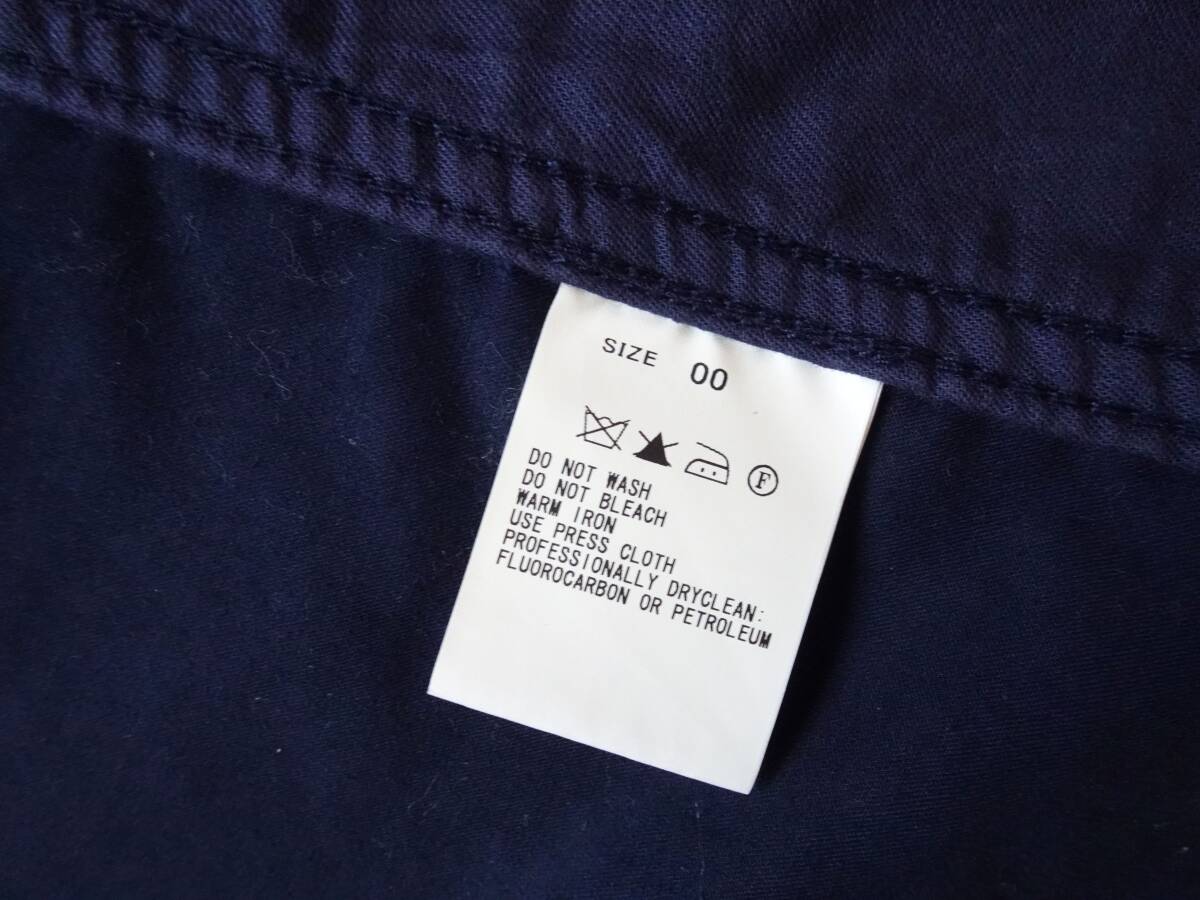 SIZE 00
F
DO NOT WASH
DO NOT BLEACH
WARM IRON
USE PRESS CLOTH
PROFESSIONALLY DRYCLEAN:
FLUOROCARBON OR PETROLEUM